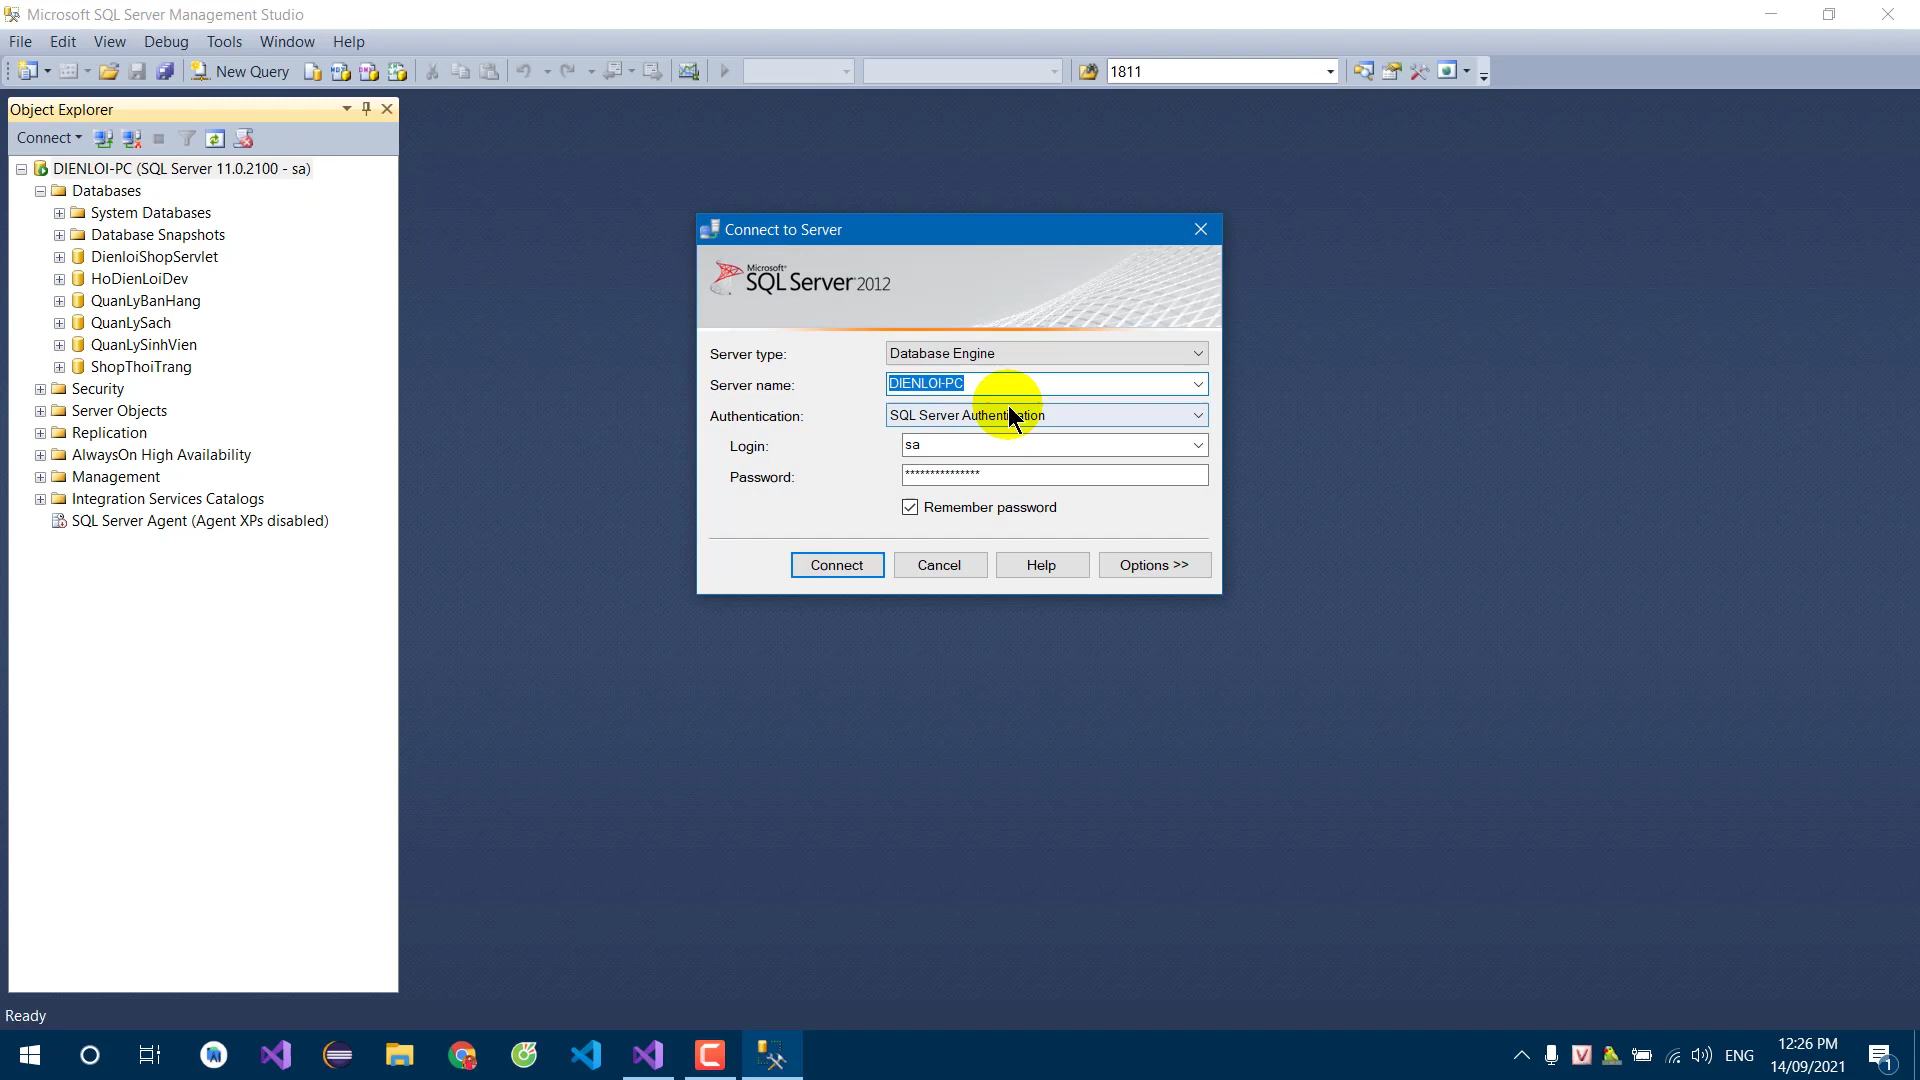 Microsoft SQL Server Management Studio
File Edit View Debug Tools Window Help
New Query
1811
Object Explorer
Connect
DIENLOI-PC (SQL Server 11.0.2100 - sa)
Databases
System Databases
Database Snapshots
DienloiShopServlet
HoDienLoiDev
QuanLyBanHang
QuanLySach
QuanLySinhVien
ShopThoiTrang
Security
Server Objects
Replication
AlwaysOn High Availability
Management
Integration Services Catalogs
SQL Server Agent (Agent XPs disabled)
Connect to Server
Microsoft
SQL Server 2012
Server type: Database Engine
Server name: DIENLOI-PC
Authentication: SQL Server Authentication
Login: sa
Password: ***************
Remember password
Connect Cancel Help Options >>
Ready
ENG
12:26 PM
14/09/2021
1